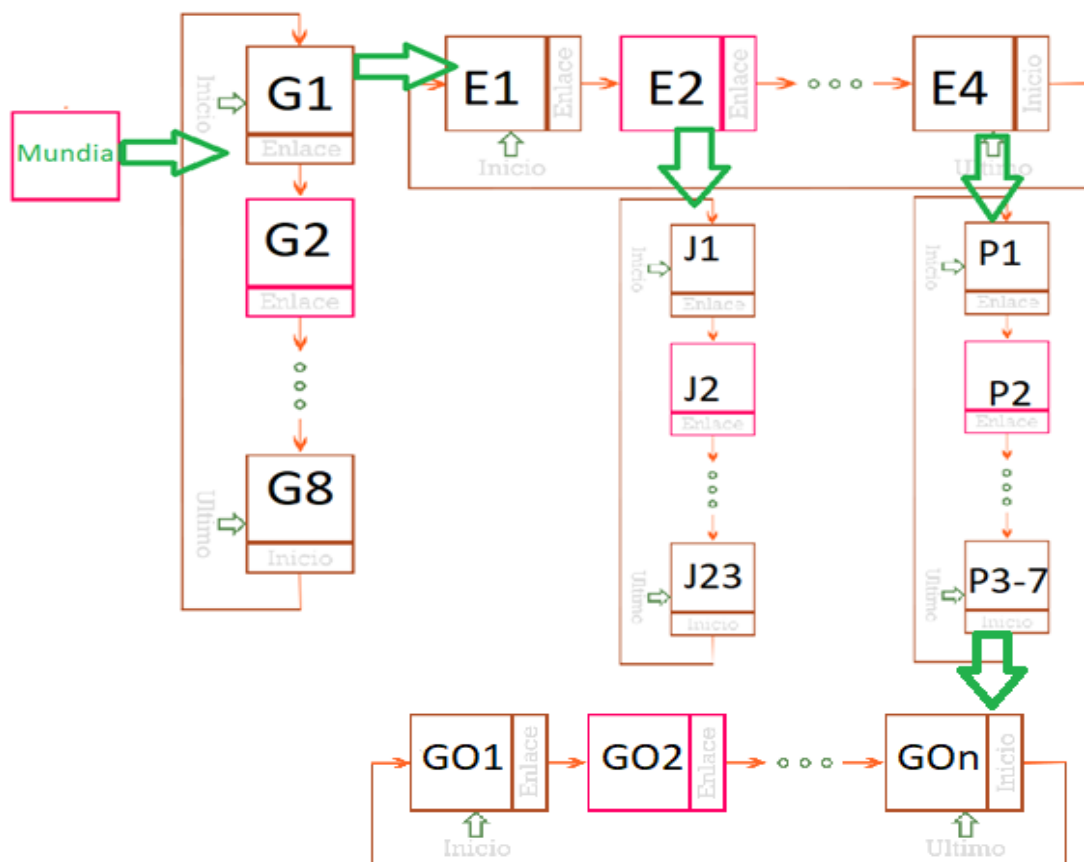 Mundia
Inicio
G1
Enlace
G2
Enlace
Ultimo
G8
Inicio
E1
Enlace
Inicio
E2
Enlace
E4
Inicio
Ultimo
Inicio
J1
Enlace
J2
Enlace
Ultimo
J23
Inicio
Inicio
P1
Enlace
P2
Enlace
Ultimo
P3-7
Inicio
GO1
Enlace
Inicio
GO2
Enlace
GOn
Inicio
Ultimo